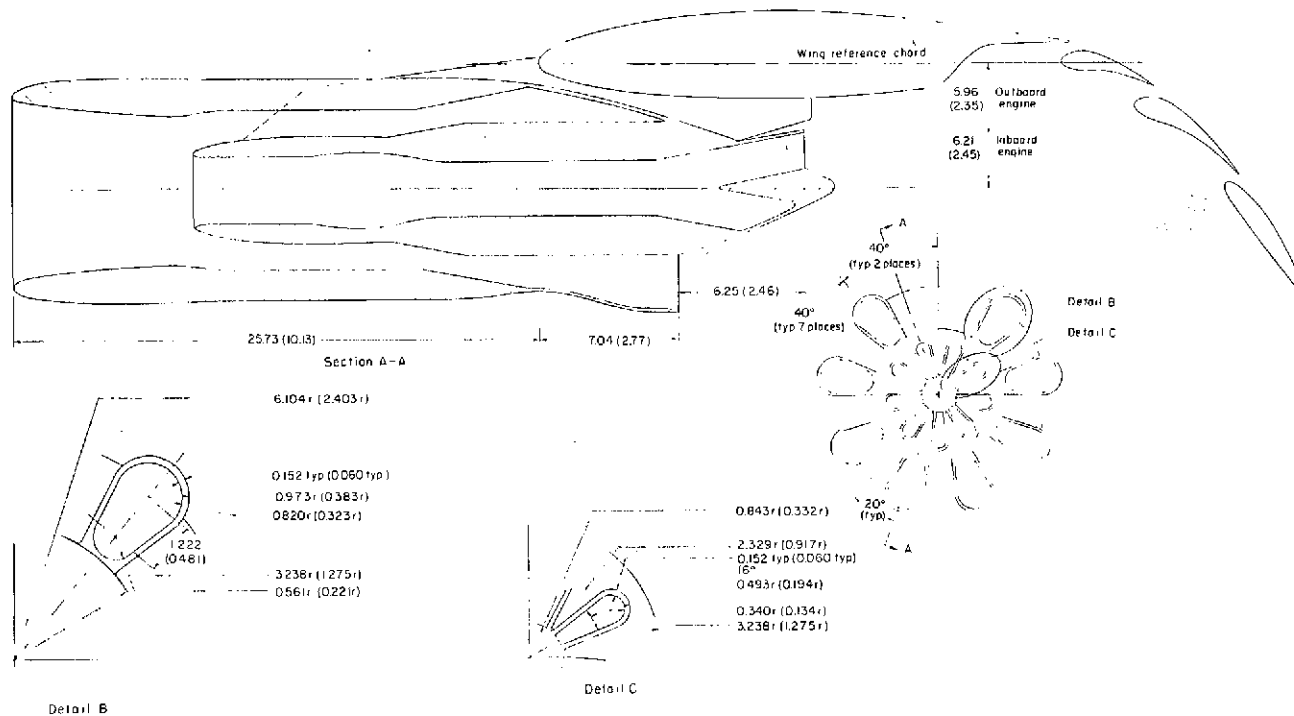 Wing reference chord
5.96 Outboard
(2.35) engine
6.21 Inboard
(2.45) engine
A
40°
(typ 2 places)
6.25 (2.46)
40°
(typ 7 places)
Detail B
Detail C
25.73 (10.13)
7.04 (2.77)
Section A-A
6.104r (2.403r)
0.152 typ (0.060 typ)
0.973r (0.383r)
0.820r (0.323r)
1.222
(0.481)
3.238r (1.275r)
0.561r (0.221r)
Detail B
20°
(typ)
A
0.843r (0.332r)
2.329r (0.917r)
0.152 typ (0.060 typ)
16°
0.493r (0.194r)
0.340r (0.134r)
3.238r (1.275r)
Detail C